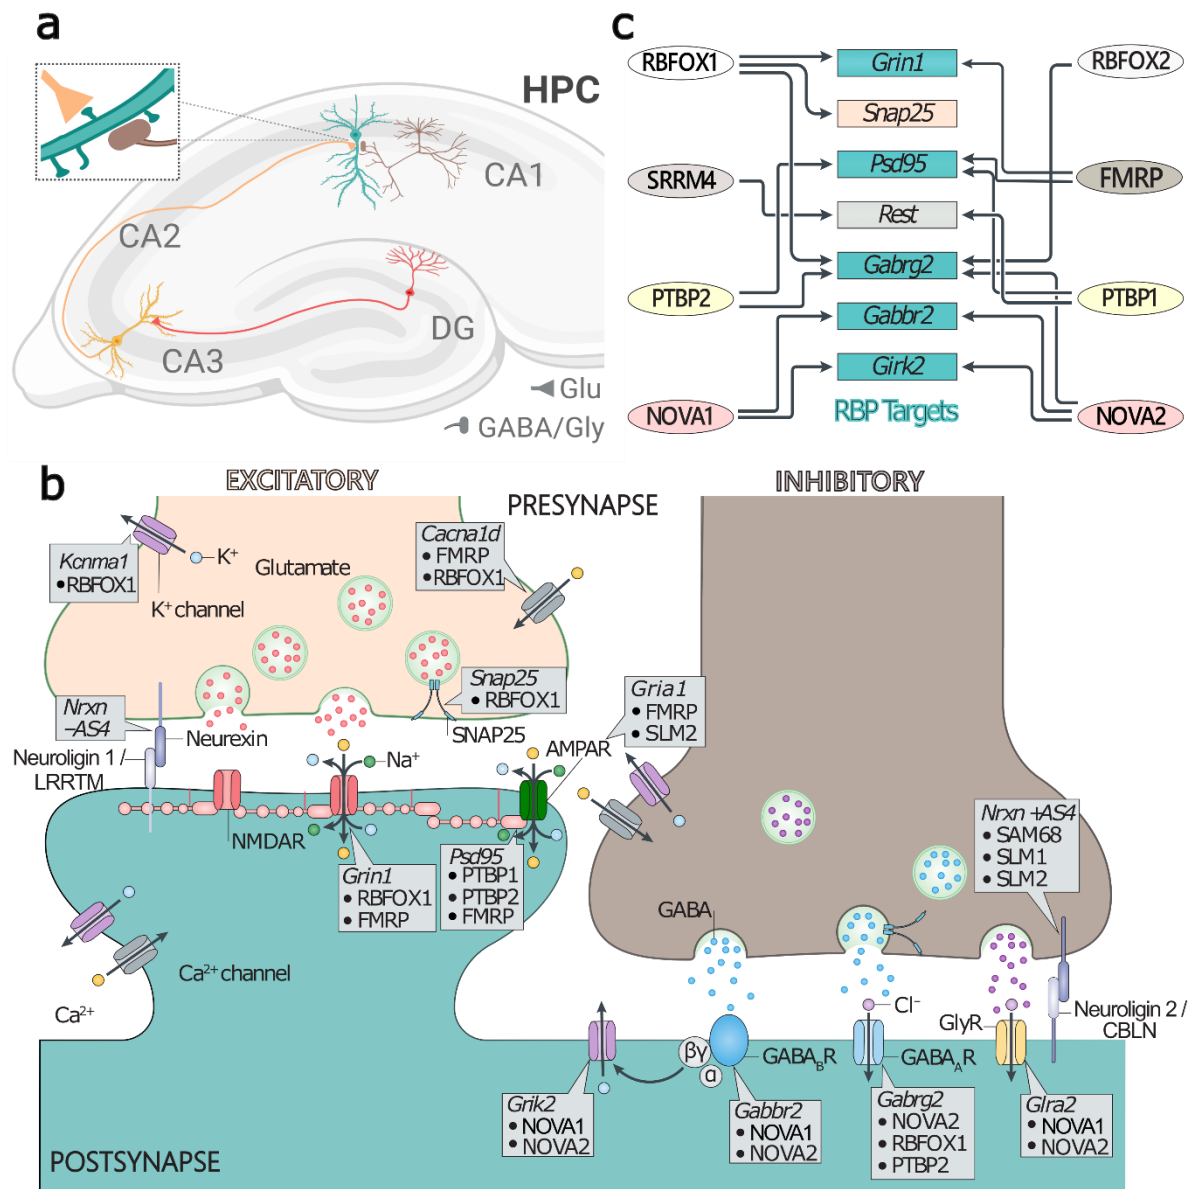 a
HPC
CA1
CA2
CA3
DG
Glu
GABA/Gly
c
RBFOX1
SRRM4
PTBP2
NOVA1
Grin1
Snap25
Psd95
Rest
Gabrg2
Gabbr2
Girk2
RBP Targets
RBFOX2
FMRP
PTBP1
NOVA2
b
EXCITATORY
PRESYNAPSE
INHIBITORY
Kcnma1
• RBFOX1
K⁺
K⁺ channel
Glutamate
Cacna1d
• FMRP
• RBFOX1
Snap25
• RBFOX1
SNAP25
Nrxn
–AS4
Neurexin
Neuroligin 1 /
LRRTM
Na⁺
AMPAR
Gria1
• FMRP
• SLM2
NMDAR
Grin1
• RBFOX1
• FMRP
Psd95
• PTBP1
• PTBP2
• FMRP
Ca²⁺ channel
Ca²⁺
Nrxn +AS4
• SAM68
• SLM1
• SLM2
GABA
Cl⁻
GlyR
Neuroligin 2 /
CBLN
βγ
α
GABA_BR
GABA_AR
Grik2
• NOVA1
• NOVA2
Gabbr2
• NOVA1
• NOVA2
Gabrg2
• NOVA2
• RBFOX1
• PTBP2
Glra2
• NOVA1
• NOVA2
POSTSYNAPSE